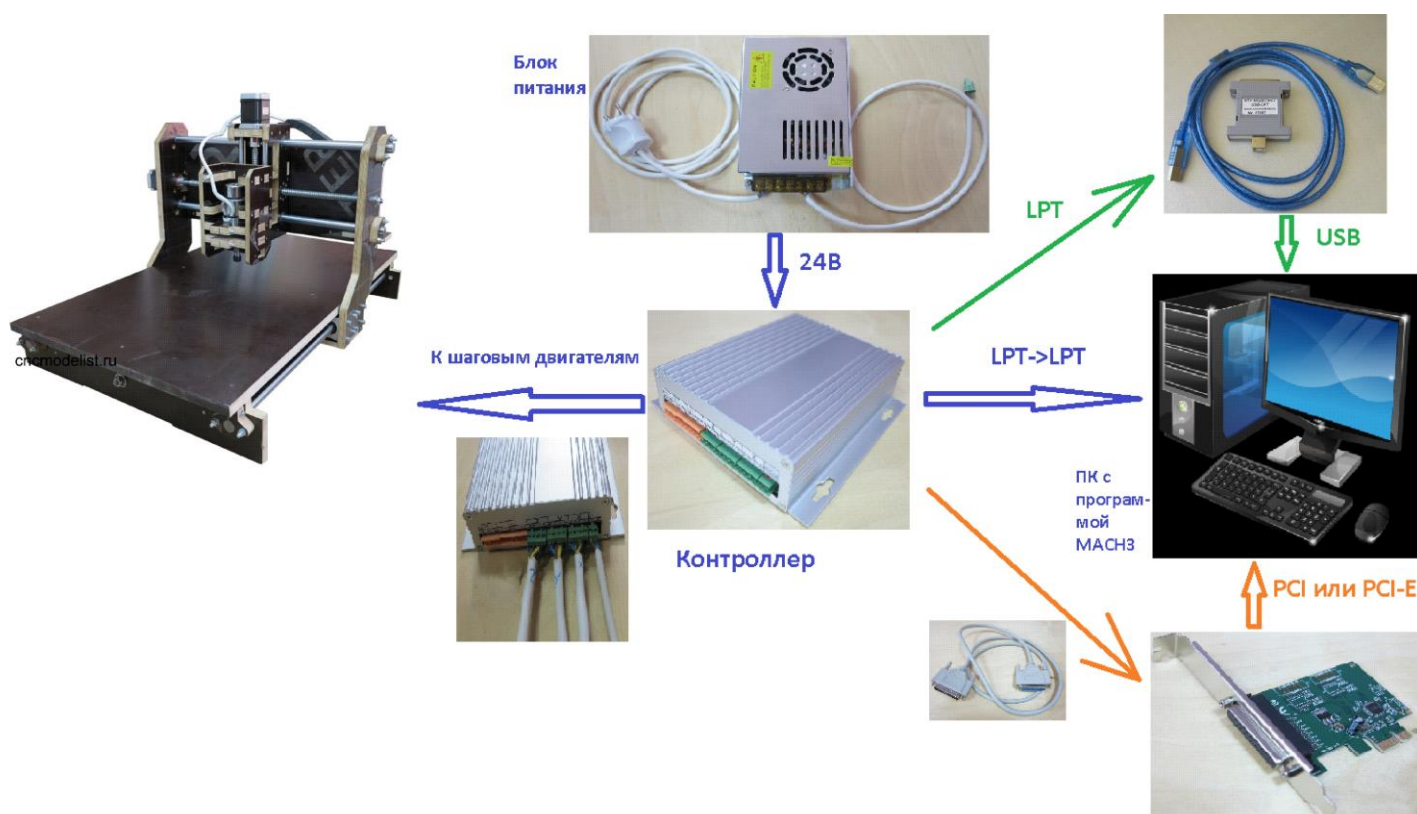 Блок
питания
LPT
USB
24В
cncmodelist.ru
К шаговым двигателям
LPT->LPT
ПК с
програм-
мой
MACH3
Контроллер
PCI или PCI-E